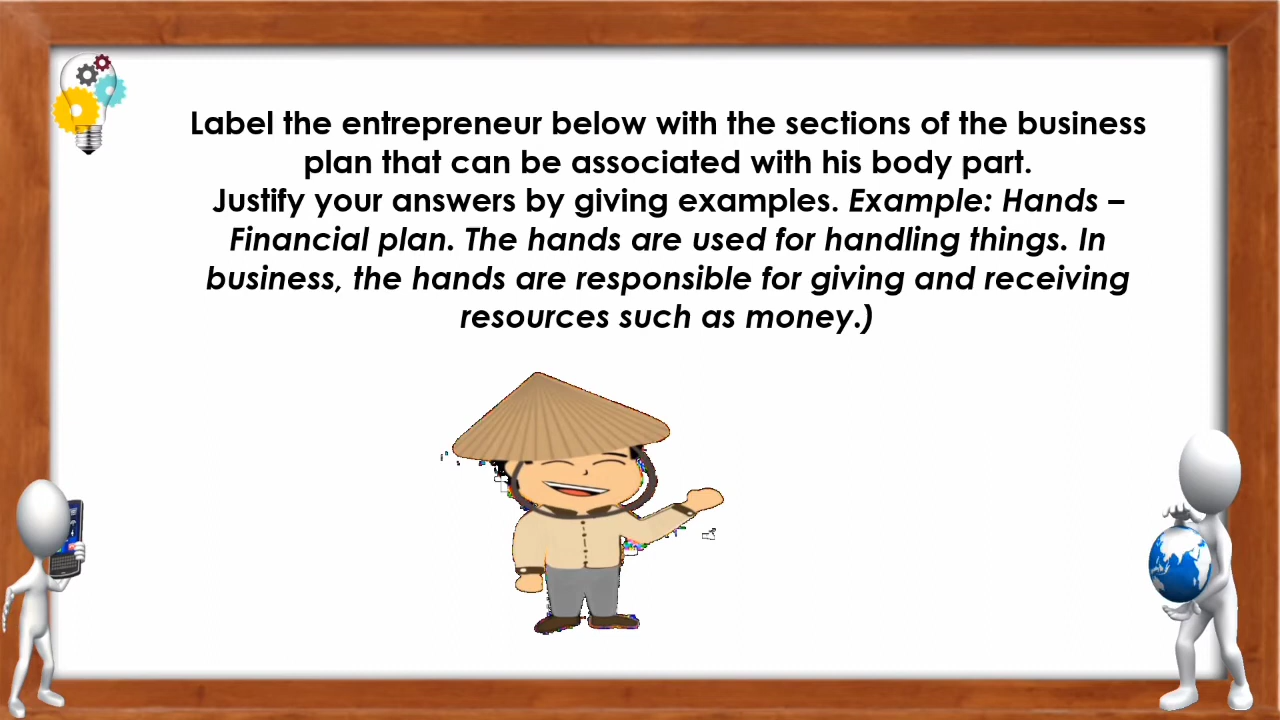 Label the entrepreneur below with the sections of the business
plan that can be associated with his body part.
Justify your answers by giving examples. Example: Hands –
Financial plan. The hands are used for handling things. In
business, the hands are responsible for giving and receiving
resources such as money.)